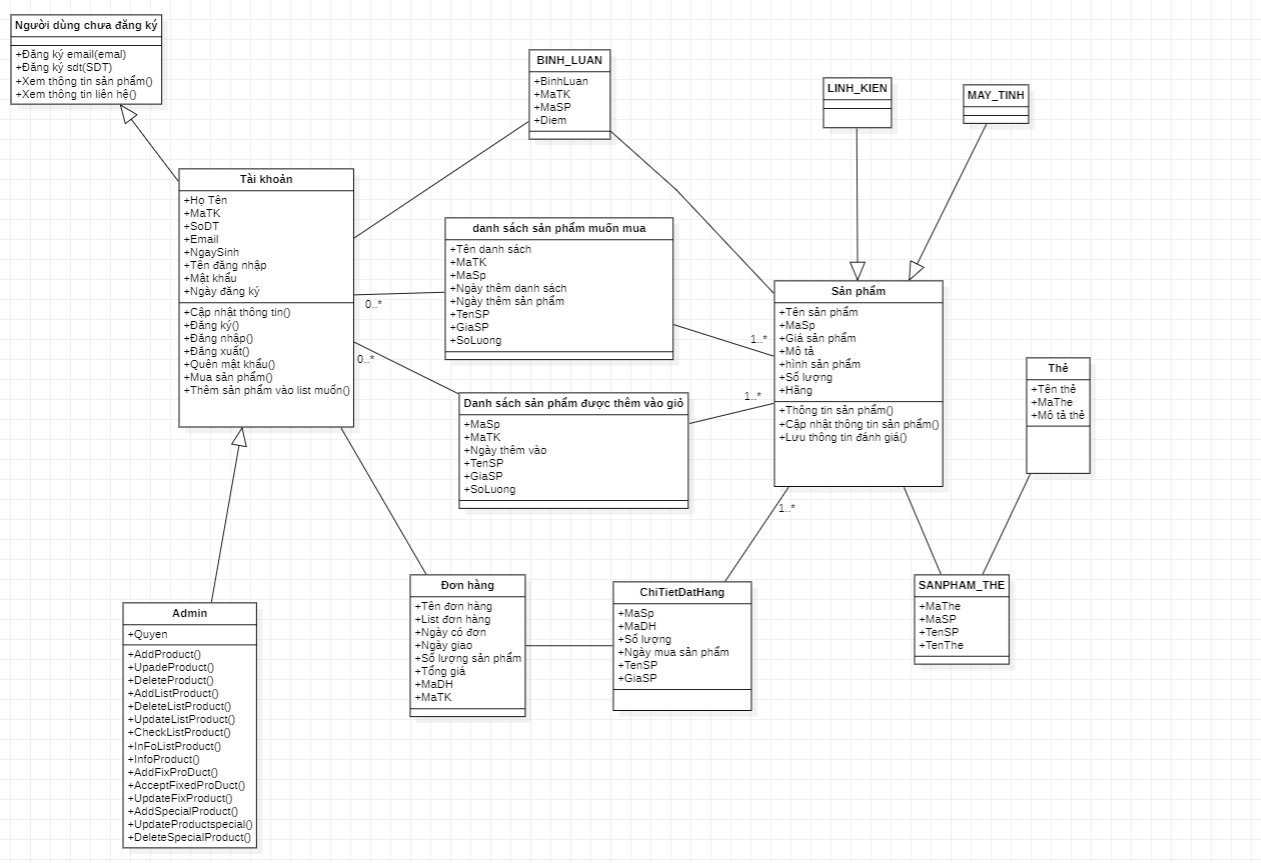 Người dùng chưa đăng ký
+Đăng ký email(emal)
+Đăng ký sdt(SDT)
+Xem thông tin sản phẩm()
+Xem thông tin liên hệ()
BINH_LUAN
+BinhLuan
+MaTK
+MaSP
+Diem
LINH_KIEN
MAY_TINH
Tài khoản
+Họ Tên
+MaTK
+SoDT
+Email
+NgaySinh
+Tên đăng nhập
+Mật khẩu
+Ngày đăng ký
+Cập nhật thông tin()
+Đăng ký()
+Đăng nhập()
+Đăng xuất()
+Quên mật khẩu()
+Mua sản phẩm()
+Thêm sản phẩm vào list muốn()
0..*
0..*
danh sách sản phẩm muốn mua
+Tên danh sách
+MaTK
+MaSp
+Ngày thêm danh sách
+Ngày thêm sản phẩm
+TenSP
+GiaSP
+SoLuong
1..*
Danh sách sản phẩm được thêm vào giỏ
+MaSp
+MaTK
+Ngày thêm vào
+TenSP
+GiaSP
+SoLuong
1..*
Sản phẩm
+Tên sản phẩm
+MaSp
+Giá sản phẩm
+Mô tả
+hình sản phẩm
+Số lượng
+Hãng
+Thông tin sản phẩm()
+Cập nhật thông tin sản phẩm()
+Lưu thông tin đánh giá()
1..*
Thẻ
+Tên thẻ
+MaThe
+Mô tả thẻ
Admin
+Quyen
+AddProduct()
+UpadeProduct()
+DeleteProduct()
+AddListProduct()
+DeleteListProduct()
+UpdateListProduct()
+CheckListProduct()
+InFoListProduct()
+InfoProduct()
+AddFixProDuct()
+AcceptFixedProDuct()
+UpdateFixProduct()
+AddSpecialProduct()
+UpdateProductspecial()
+DeleteSpecialProduct()
Đơn hàng
+Tên đơn hàng
+List đơn hàng
+Ngày có đơn
+Ngày giao
+Số lượng sản phẩm
+Tổng giá
+MaDH
+MaTK
ChiTietDatHang
+MaSp
+MaDH
+Số lượng
+Ngày mua sản phẩm
+TenSP
+GiaSP
SANPHAM_THE
+MaThe
+MaSP
+TenSP
+TenThe